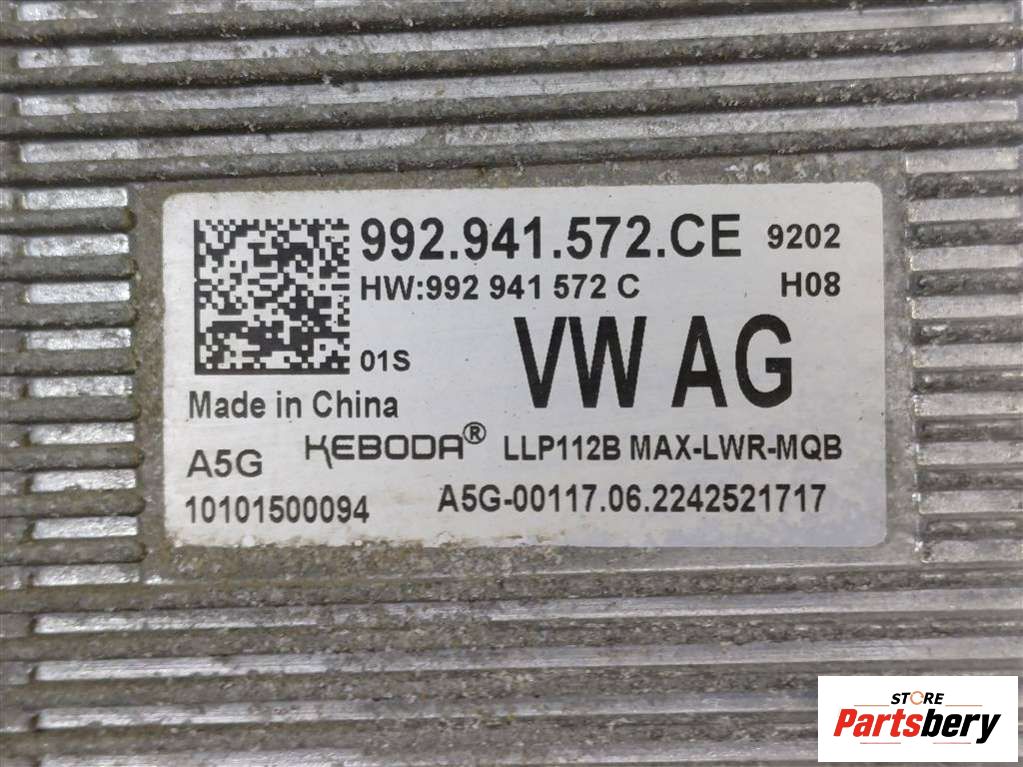 992.941.572.CE 9202
HW:992 941 572 C H08
01S VW AG
Made in China
A5G KEBODA® LLP112B MAX-LWR-MQB
10101500094 A5G-00117.06.2242521717
STORE
Partsbery